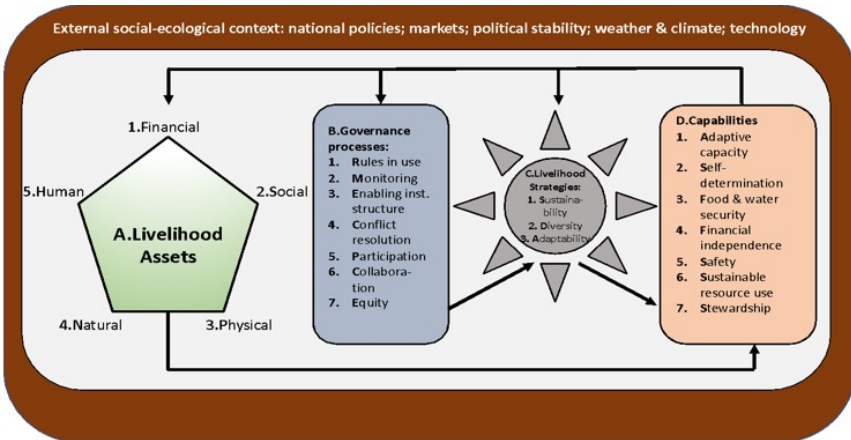 External social-ecological context: national policies; markets; political stability; weather & climate; technology
1.Financial
5.Human
2.Social
A.Livelihood
Assets
4.Natural
3.Physical
B.Governance
processes:
1. Rules in use
2. Monitoring
3. Enabling inst.
structure
4. Conflict
resolution
5. Participation
6. Collabora-
tion
7. Equity
C.Livelihood
Strategies:
1. Sustaina-
bility
2. Diversity
3. Adaptability
D.Capabilities
1. Adaptive
capacity
2. Self-
determination
3. Food & water
security
4. Financial
independence
5. Safety
6. Sustainable
resource use
7. Stewardship